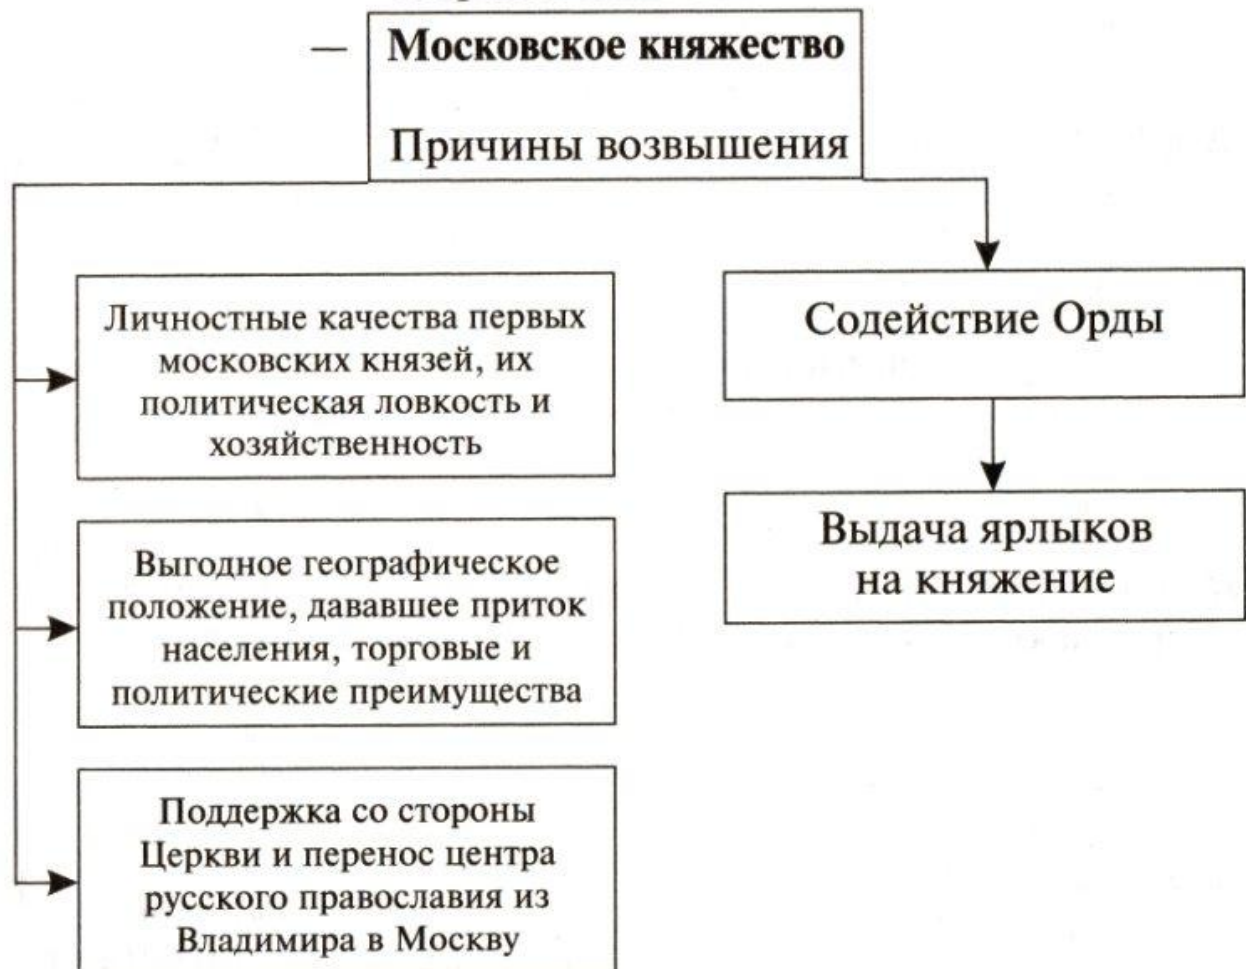 — Московское княжество
Причины возвышения
Личностные качества первых
московских князей, их
политическая ловкость и
хозяйственность
Выгодное географическое
положение, дававшее приток
населения, торговые и
политические преимущества
Поддержка со стороны
Церкви и перенос центра
русского православия из
Владимира в Москву
Содействие Орды
Выдача ярлыков
на княжение